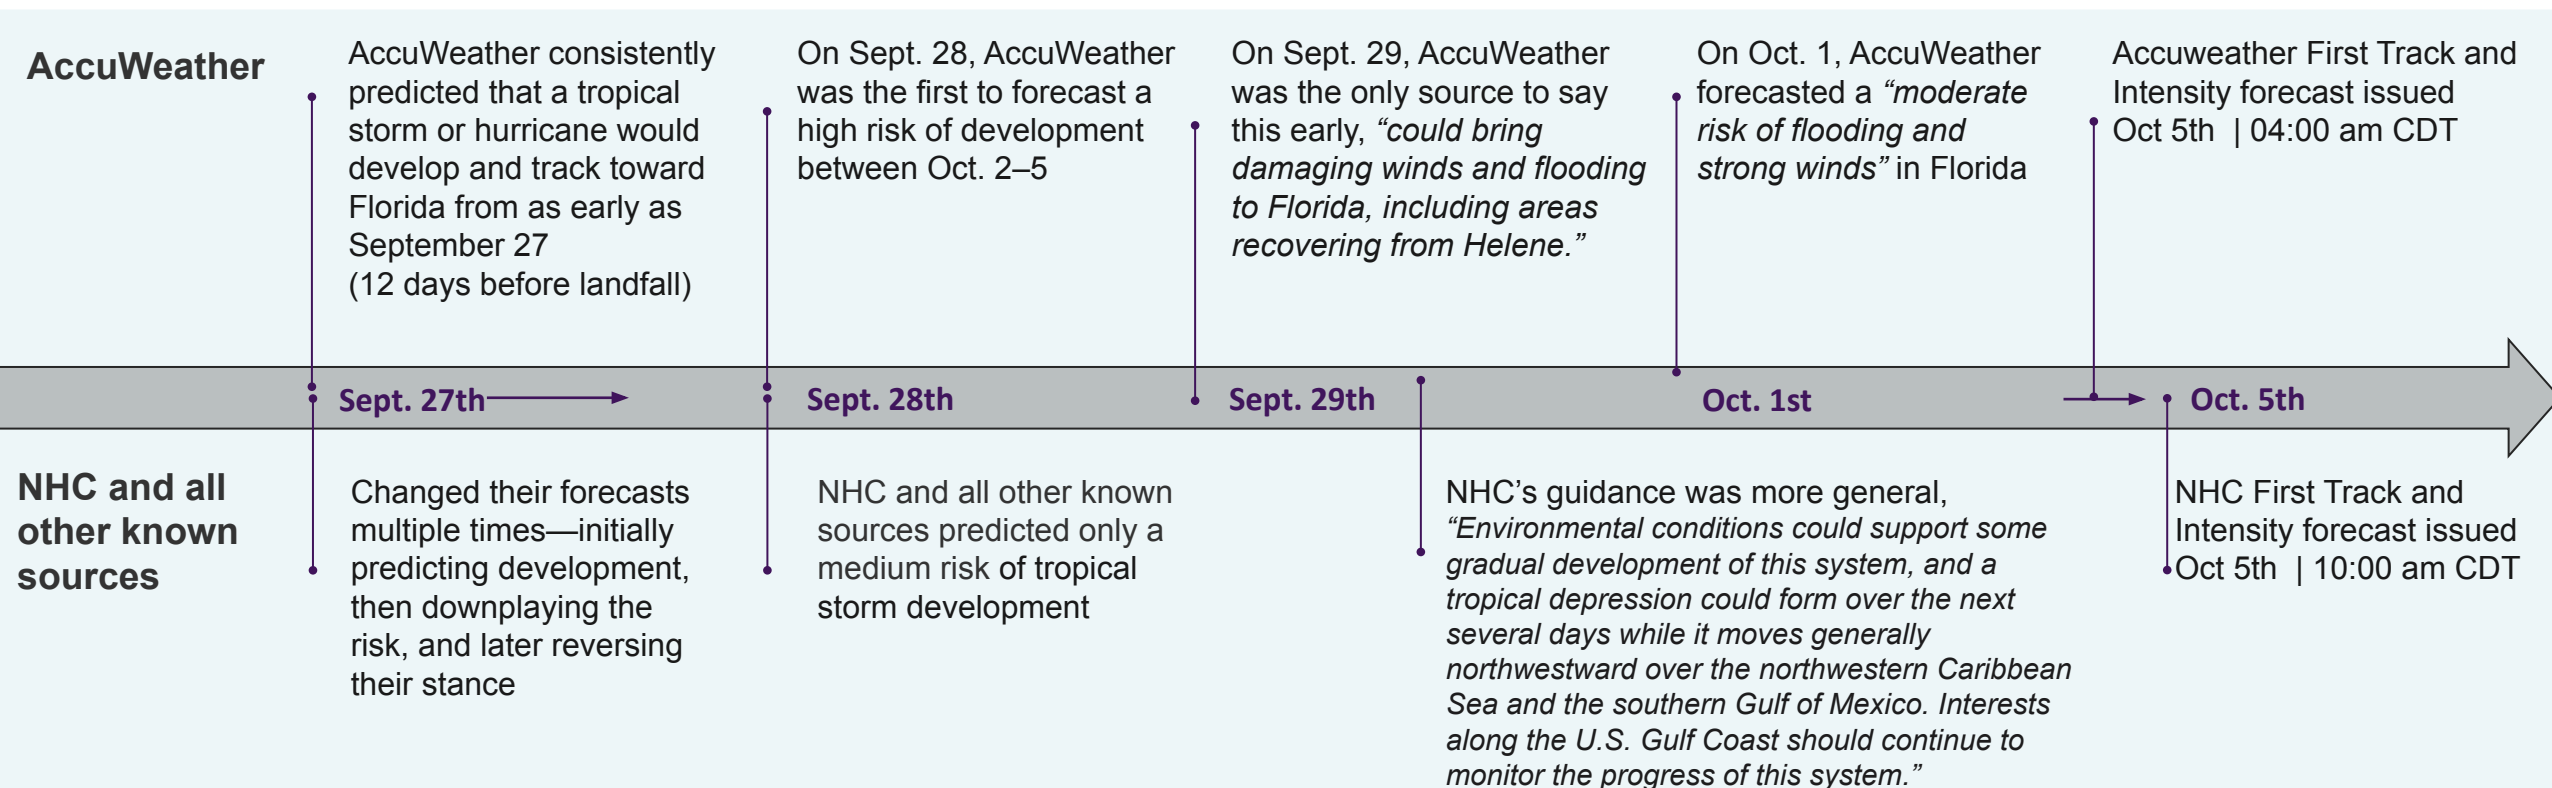 AccuWeather
AccuWeather consistently
predicted that a tropical
storm or hurricane would
develop and track toward
Florida from as early as
September 27
(12 days before landfall)
On Sept. 28, AccuWeather
was the first to forecast a
high risk of development
between Oct. 2–5
On Sept. 29, AccuWeather
was the only source to say
this early, “could bring
damaging winds and flooding
to Florida, including areas
recovering from Helene.”
On Oct. 1, AccuWeather
forecasted a “moderate
risk of flooding and
strong winds” in Florida
Accuweather First Track and
Intensity forecast issued
Oct 5th | 04:00 am CDT
Sept. 27th
Sept. 28th
Sept. 29th
Oct. 1st
Oct. 5th
NHC and all
other known
sources
Changed their forecasts
multiple times—initially
predicting development,
then downplaying the
risk, and later reversing
their stance
NHC and all other known
sources predicted only a
medium risk of tropical
storm development
NHC’s guidance was more general,
“Environmental conditions could support some
gradual development of this system, and a
tropical depression could form over the next
several days while it moves generally
northwestward over the northwestern Caribbean
Sea and the southern Gulf of Mexico. Interests
along the U.S. Gulf Coast should continue to
monitor the progress of this system.”
NHC First Track and
Intensity forecast issued
Oct 5th | 10:00 am CDT